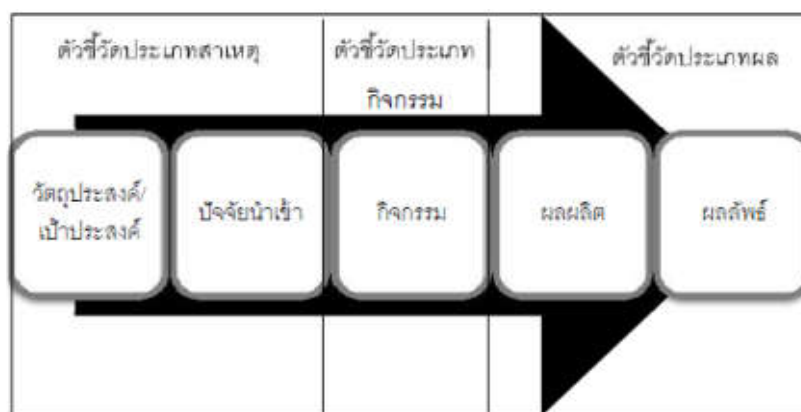 ตัวชี้วัดประเภทสาเหตุ
ตัวชี้วัดประเภท
กิจกรรม
ตัวชี้วัดประเภทผล
วัตถุประสงค์/
เป้าประสงค์
ปัจจัยนำเข้า
กิจกรรม
ผลผลิต
ผลลัพธ์